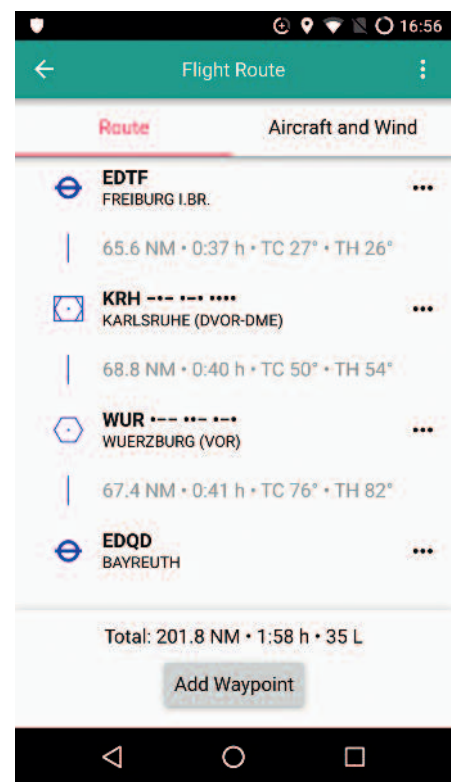 16:56
Flight Route
Route Aircraft and Wind
EDTF
FREIBURG I.BR.
65.6 NM • 0:37 h • TC 27° • TH 26°
KRH −•− •−• ••••
KARLSRUHE (DVOR-DME)
68.8 NM • 0:40 h • TC 50° • TH 54°
WUR •−− ••− •−•
WUERZBURG (VOR)
67.4 NM • 0:41 h • TC 76° • TH 82°
EDQD
BAYREUTH
Total: 201.8 NM • 1:58 h • 35 L
Add Waypoint